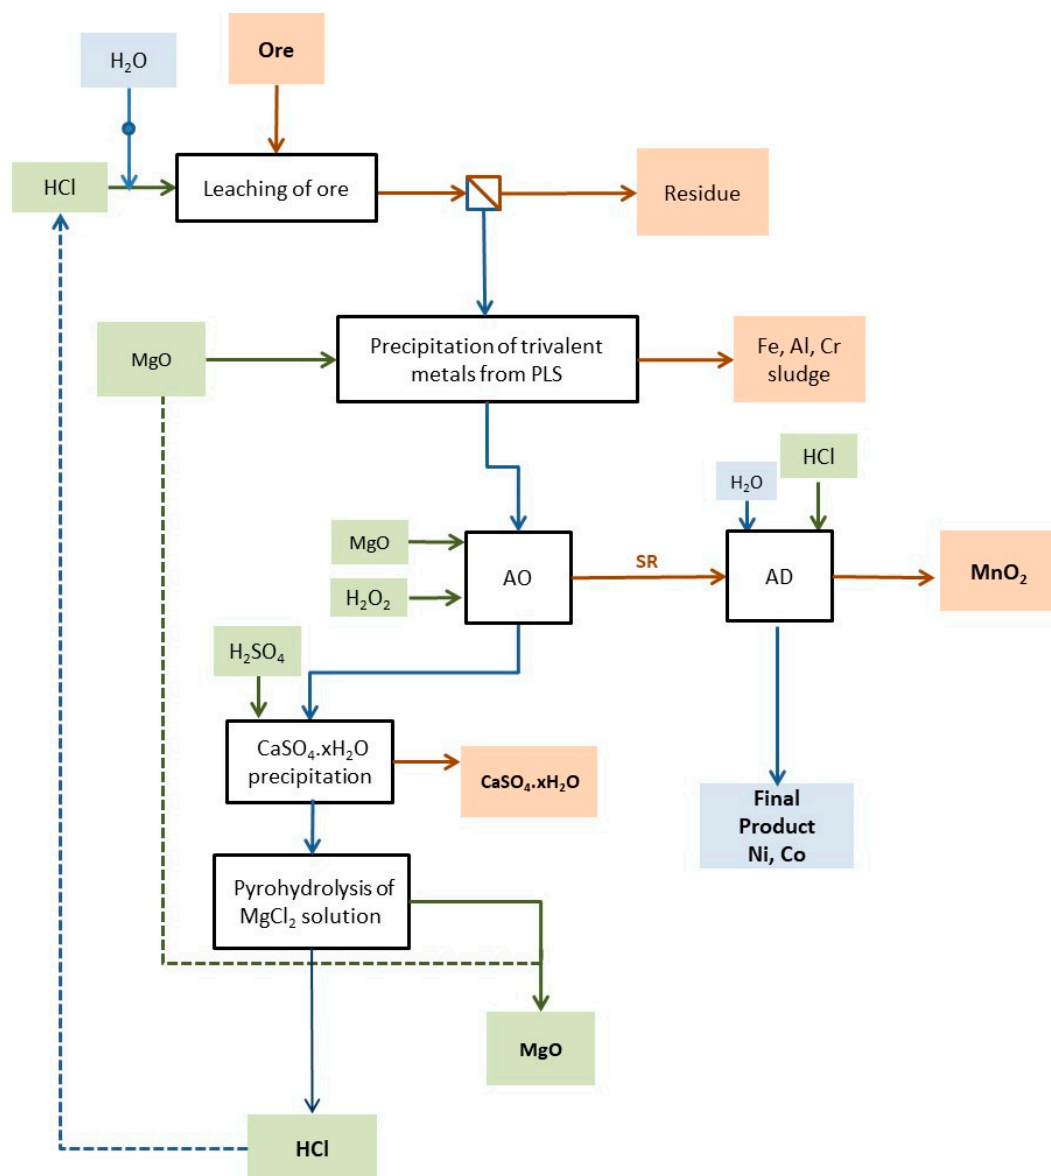 H₂O
Ore
HCl
Leaching of ore
Residue
MgO
Precipitation of trivalent
metals from PLS
Fe, Al, Cr
sludge
HCl
H₂O
MgO
AO
SR
AD
MnO₂
H₂O₂
H₂SO₄
CaSO₄.xH₂O
precipitation
CaSO₄.xH₂O
Final
Product
Ni, Co
Pyrohydrolysis of
MgCl₂ solution
MgO
HCl